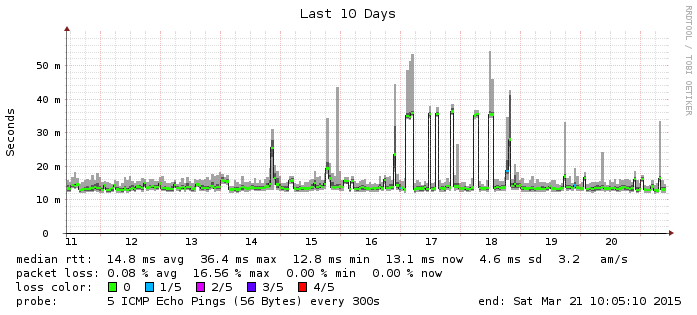 Last 10 Days
RRDTOOL / TOBI OETIKER
Seconds
50 m
40 m
30 m
20 m
10 m
0
11 12 13 14 15 16 17 18 19 20
median rtt: 14.8 ms avg 36.4 ms max 12.8 ms min 13.1 ms now 4.6 ms sd 3.2 am/s
packet loss: 0.08 % avg 16.56 % max 0.00 % min 0.00 % now
loss color: 0 1/5 2/5 3/5 4/5
probe: 5 ICMP Echo Pings (56 Bytes) every 300s end: Sat Mar 21 10:05:10 2015